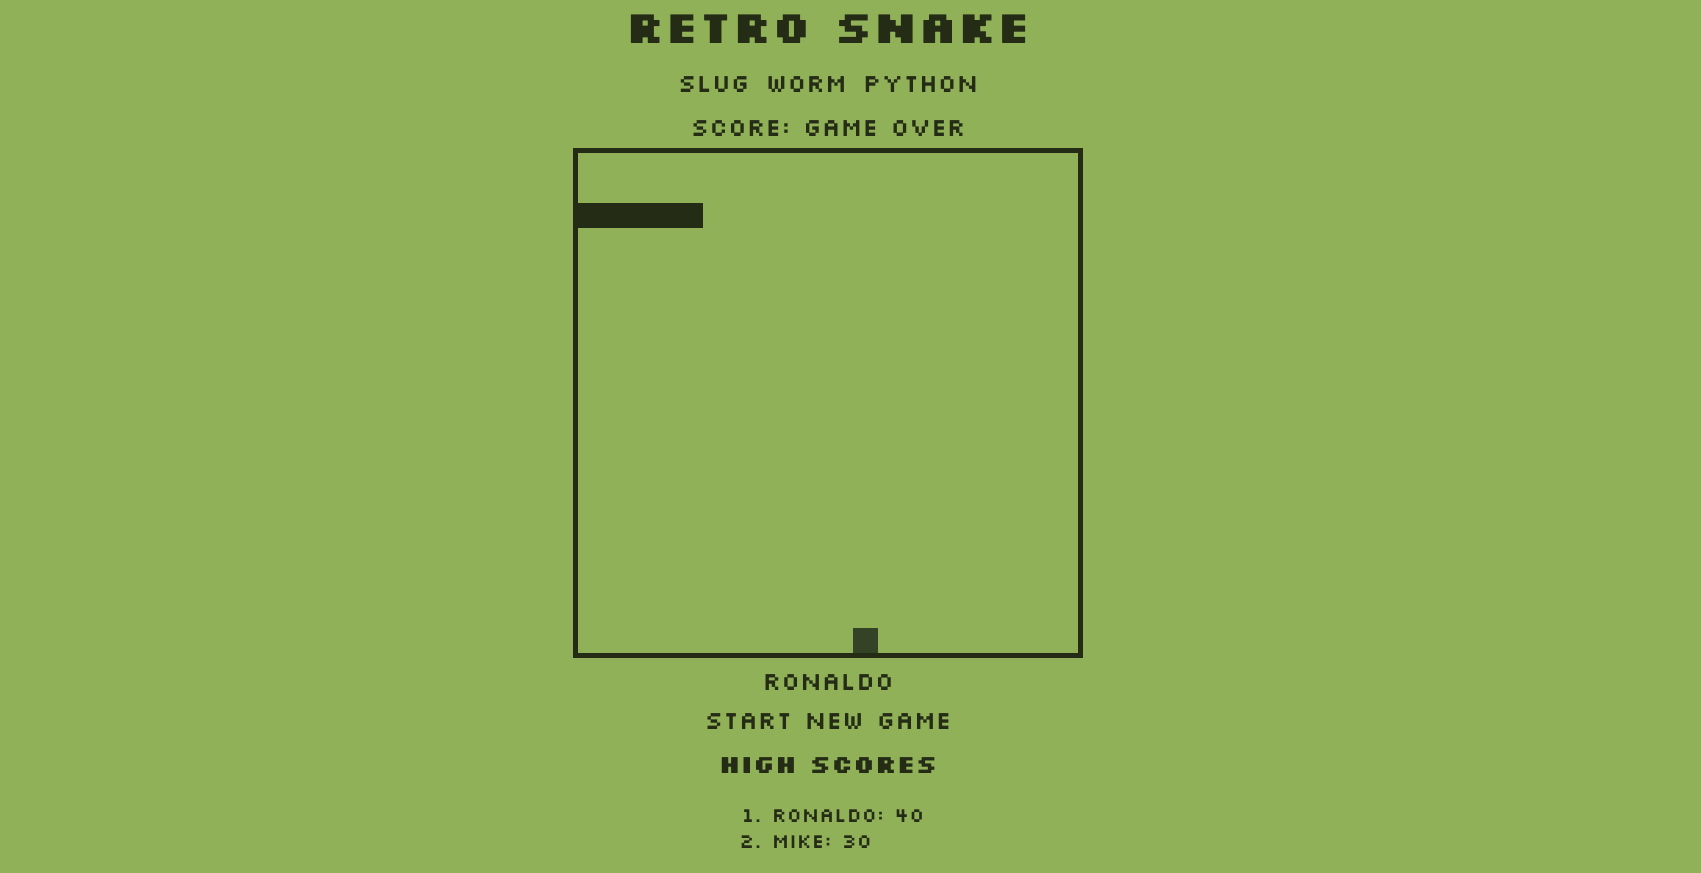 RETRO SNAKE
SLUG WORM PYTHON
SCORE: GAME OVER
RONALDO
START NEW GAME
HIGH SCORES
1. RONALDO: 40
2. MIKE: 30